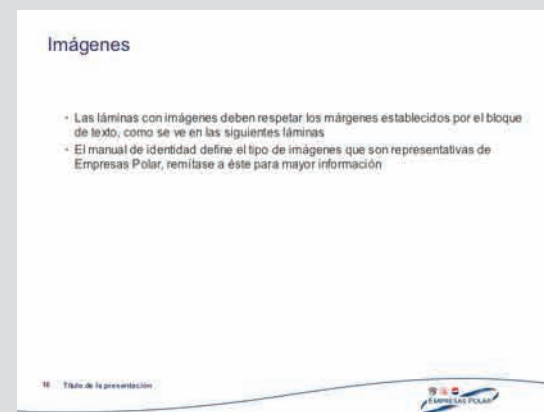 Imágenes
· Las láminas con imágenes deben respetar los márgenes establecidos por el bloque
de texto, como se ve en las siguientes láminas
· El manual de identidad define el tipo de imágenes que son representativas de
Empresas Polar, remítase a éste para mayor información
10 Título de la presentación
EMPRESAS POLAR